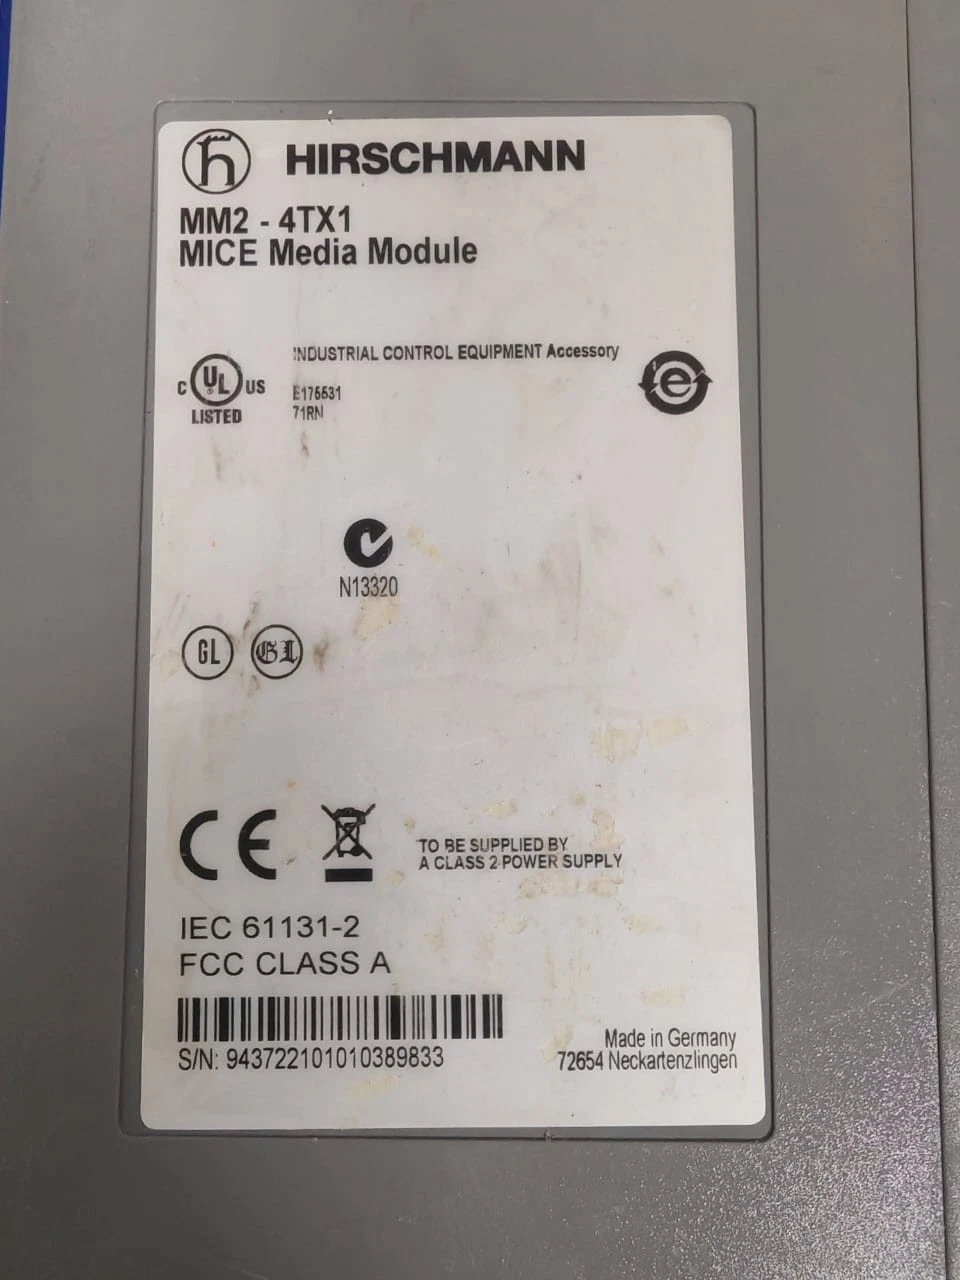 HIRSCHMANN
MM2 - 4TX1
MICE Media Module
INDUSTRIAL CONTROL EQUIPMENT Accessory
C UL US
LISTED
E175531
71RN
e
N13320
GL GL
CE
TO BE SUPPLIED BY
A CLASS 2 POWER SUPPLY
IEC 61131-2
FCC CLASS A
S/N: 943722101010389833
Made in Germany
72654 Neckartenzlingen